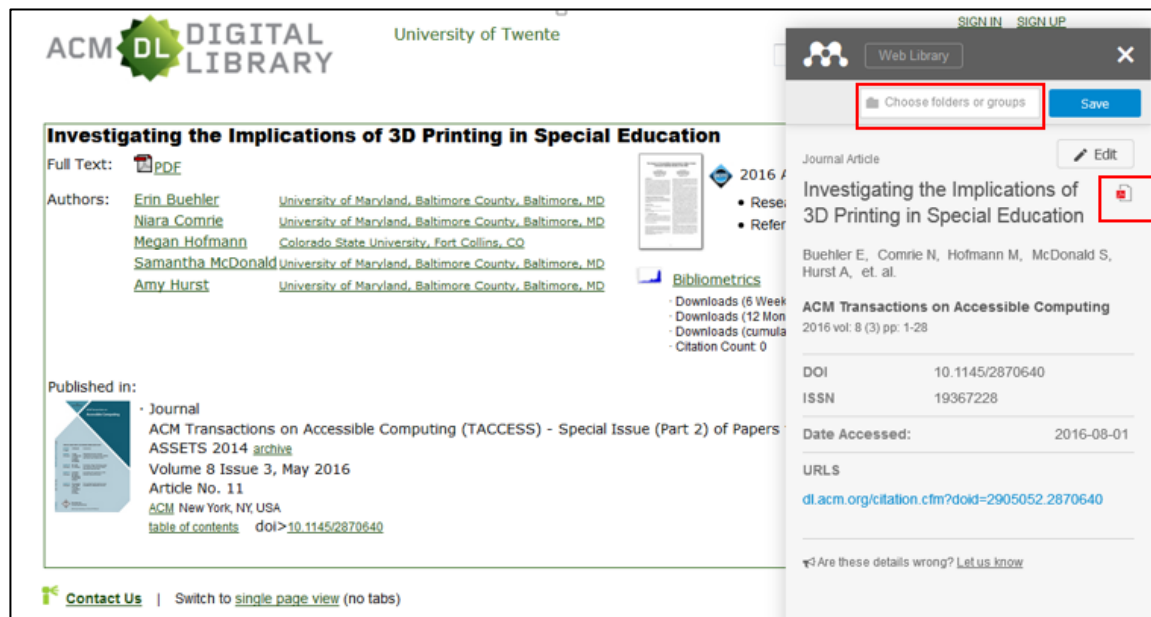 ACM DL DIGITAL LIBRARY
University of Twente
SIGN IN SIGN UP
Investigating the Implications of 3D Printing in Special Education
Full Text: PDF
Authors: Erin Buehler University of Maryland, Baltimore County, Baltimore, MD
Niara Comrie University of Maryland, Baltimore County, Baltimore, MD
Megan Hofmann Colorado State University, Fort Collins, CO
Samantha McDonald University of Maryland, Baltimore County, Baltimore, MD
Amy Hurst University of Maryland, Baltimore County, Baltimore, MD
2016 A
• Resea
• Refer
Bibliometrics
· Downloads (6 Week
· Downloads (12 Mon
· Downloads (cumula
· Citation Count: 0
Published in:
· Journal
ACM Transactions on Accessible Computing (TACCESS) - Special Issue (Part 2) of Papers
ASSETS 2014 archive
Volume 8 Issue 3, May 2016
Article No. 11
ACM New York, NY, USA
table of contents doi>10.1145/2870640
Contact Us | Switch to single page view (no tabs)
Web Library
Choose folders or groups
Save
Journal Article
Edit
Investigating the Implications of
3D Printing in Special Education
Buehler E, Comrie N, Hofmann M, McDonald S,
Hurst A, et. al.
ACM Transactions on Accessible Computing
2016 vol: 8 (3) pp: 1-28
DOI 10.1145/2870640
ISSN 19367228
Date Accessed: 2016-08-01
URLS
dl.acm.org/citation.cfm?doid=2905052.2870640
Are these details wrong? Let us know